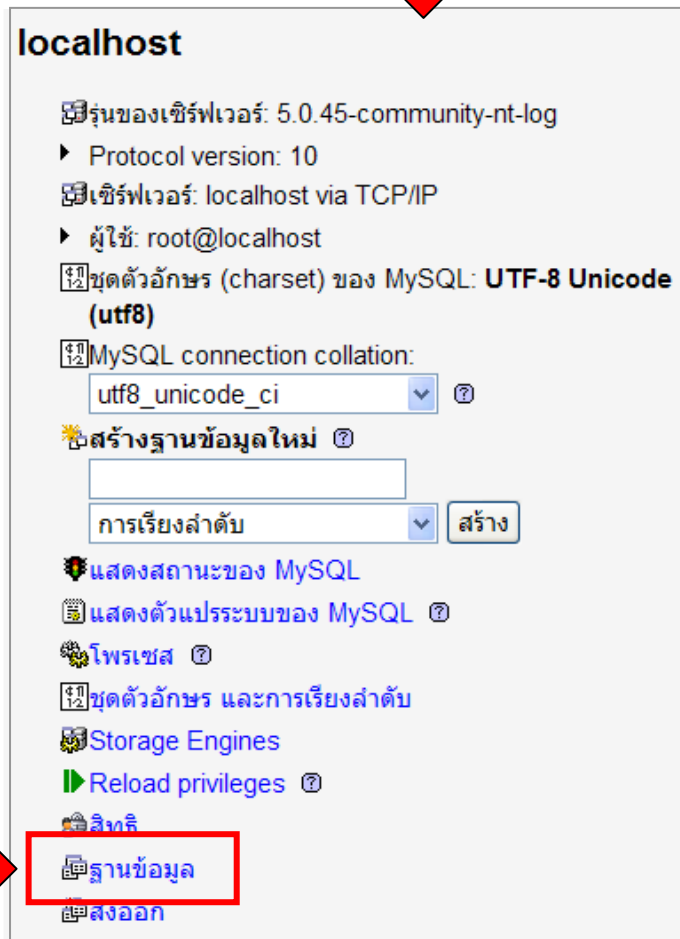 localhost
รุ่นของเซิร์ฟเวอร์: 5.0.45-community-nt-log
Protocol version: 10
เซิร์ฟเวอร์: localhost via TCP/IP
ผู้ใช้: root@localhost
ชุดตัวอักษร (charset) ของ MySQL: UTF-8 Unicode
(utf8)
MySQL connection collation:
utf8_unicode_ci
สร้างฐานข้อมูลใหม่
การเรียงลำดับ สร้าง
แสดงสถานะของ MySQL
แสดงตัวแปรระบบของ MySQL
โพรเซส
ชุดตัวอักษร และการเรียงลำดับ
Storage Engines
Reload privileges
สิทธิ
ฐานข้อมูล
ส่งออก